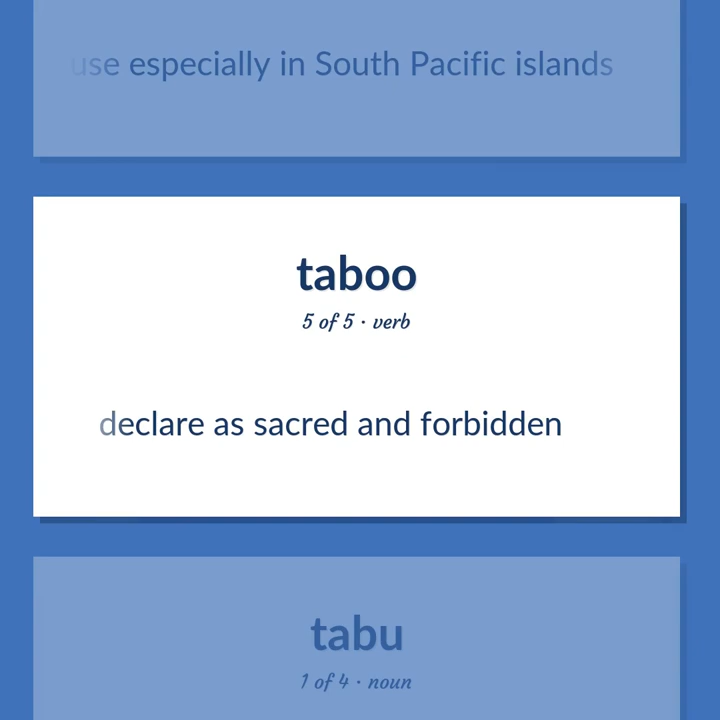 use especially in South Pacific islands
taboo
5 of 5 · verb
declare as sacred and forbidden
tabu
1 of 4 · noun